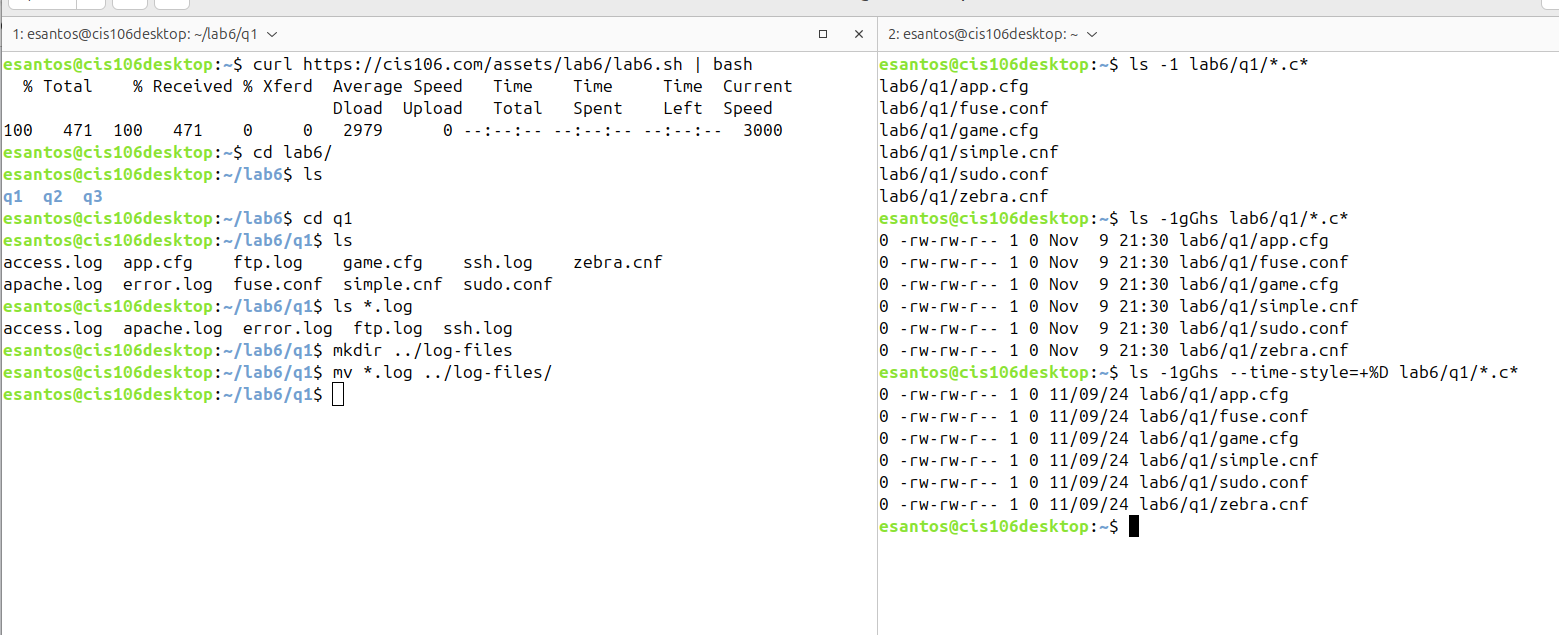 1: esantos@cis106desktop: ~/lab6/q1
esantos@cis106desktop:~$ curl https://cis106.com/assets/lab6/lab6.sh | bash
  % Total    % Received % Xferd  Average Speed   Time    Time     Time  Current
                                 Dload  Upload   Total   Spent    Left  Speed
100   471  100   471    0     0   2979      0 --:--:-- --:--:-- --:--:--  3000
esantos@cis106desktop:~$ cd lab6/
esantos@cis106desktop:~/lab6$ ls
q1  q2  q3
esantos@cis106desktop:~/lab6$ cd q1
esantos@cis106desktop:~/lab6/q1$ ls
access.log  app.cfg    ftp.log    game.cfg    ssh.log    zebra.cnf
apache.log  error.log  fuse.conf  simple.cnf  sudo.conf
esantos@cis106desktop:~/lab6/q1$ ls *.log
access.log  apache.log  error.log  ftp.log  ssh.log
esantos@cis106desktop:~/lab6/q1$ mkdir ../log-files
esantos@cis106desktop:~/lab6/q1$ mv *.log ../log-files/
esantos@cis106desktop:~/lab6/q1$
2: esantos@cis106desktop: ~
esantos@cis106desktop:~$ ls -1 lab6/q1/*.c*
lab6/q1/app.cfg
lab6/q1/fuse.conf
lab6/q1/game.cfg
lab6/q1/simple.cnf
lab6/q1/sudo.conf
lab6/q1/zebra.cnf
esantos@cis106desktop:~$ ls -1gGhs lab6/q1/*.c*
0 -rw-rw-r-- 1 0 Nov  9 21:30 lab6/q1/app.cfg
0 -rw-rw-r-- 1 0 Nov  9 21:30 lab6/q1/fuse.conf
0 -rw-rw-r-- 1 0 Nov  9 21:30 lab6/q1/game.cfg
0 -rw-rw-r-- 1 0 Nov  9 21:30 lab6/q1/simple.cnf
0 -rw-rw-r-- 1 0 Nov  9 21:30 lab6/q1/sudo.conf
0 -rw-rw-r-- 1 0 Nov  9 21:30 lab6/q1/zebra.cnf
esantos@cis106desktop:~$ ls -1gGhs --time-style=+%D lab6/q1/*.c*
0 -rw-rw-r-- 1 0 11/09/24 lab6/q1/app.cfg
0 -rw-rw-r-- 1 0 11/09/24 lab6/q1/fuse.conf
0 -rw-rw-r-- 1 0 11/09/24 lab6/q1/game.cfg
0 -rw-rw-r-- 1 0 11/09/24 lab6/q1/simple.cnf
0 -rw-rw-r-- 1 0 11/09/24 lab6/q1/sudo.conf
0 -rw-rw-r-- 1 0 11/09/24 lab6/q1/zebra.cnf
esantos@cis106desktop:~$